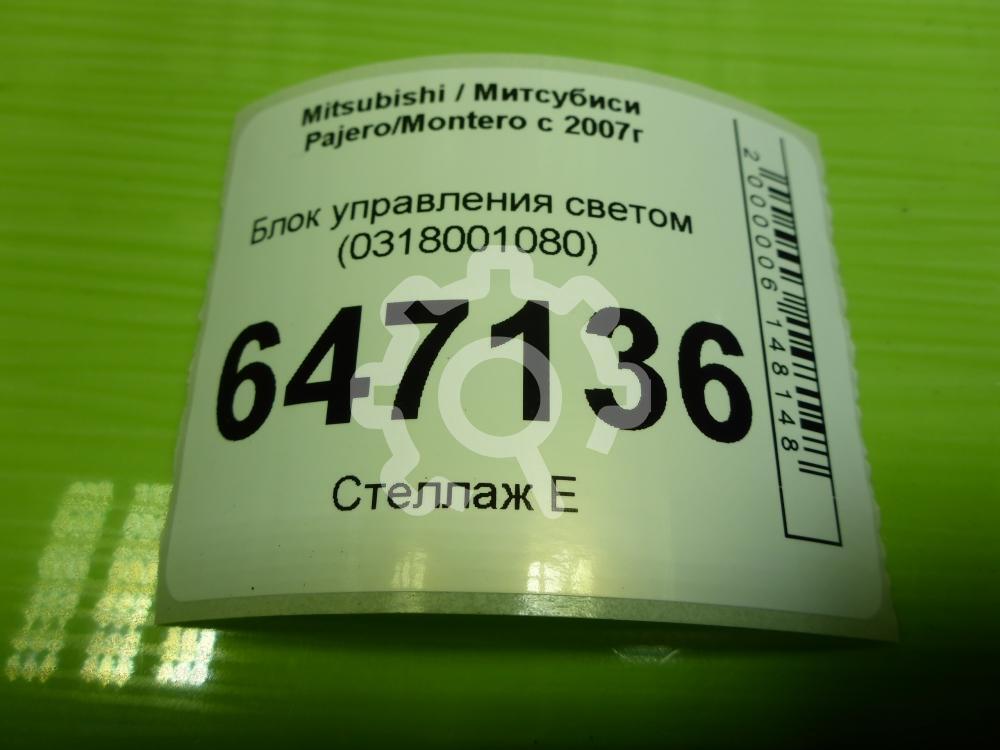 Mitsubishi / Митсубиси
Pajero/Montero с 2007г
Блок управления светом
(0318001080)
647136
Стеллаж Е
2000006148148